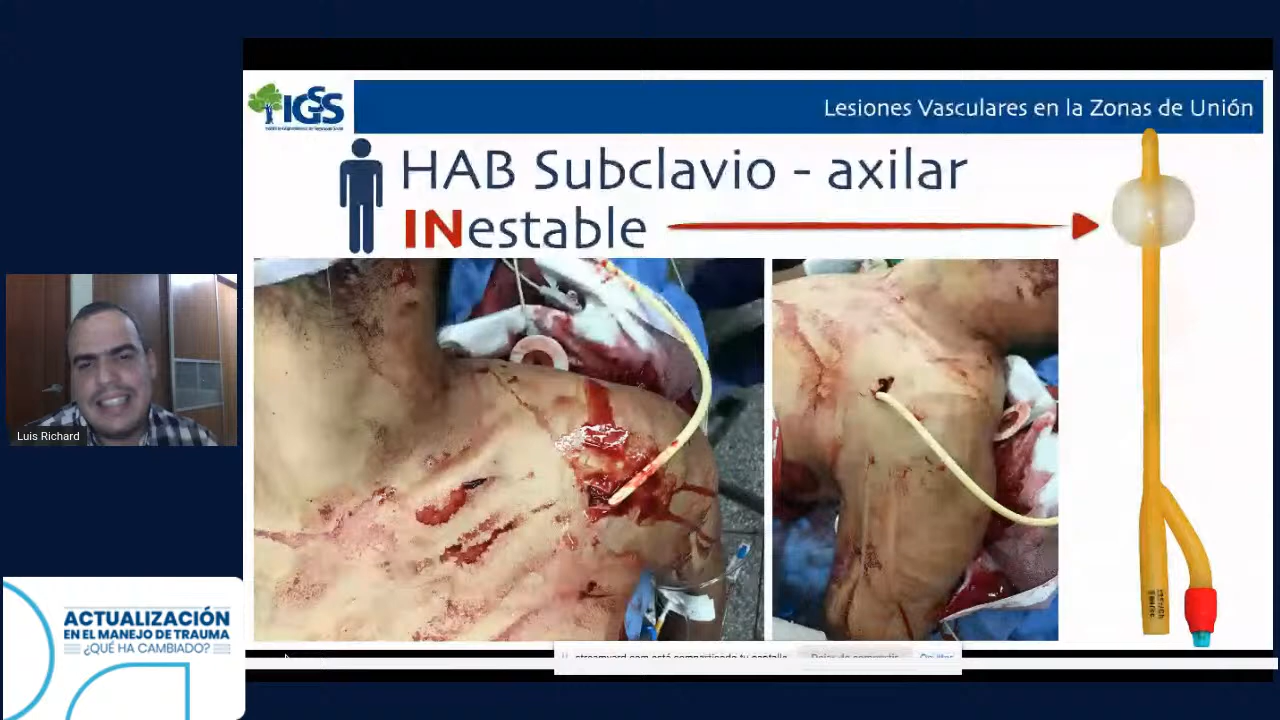 IGSS
Lesiones Vasculares en la Zonas de Unión
HAB Subclavio - axilar
INestable
Luis Richard
ACTUALIZACIÓN
EN EL MANEJO DE TRAUMA
¿QUÉ HA CAMBIADO?